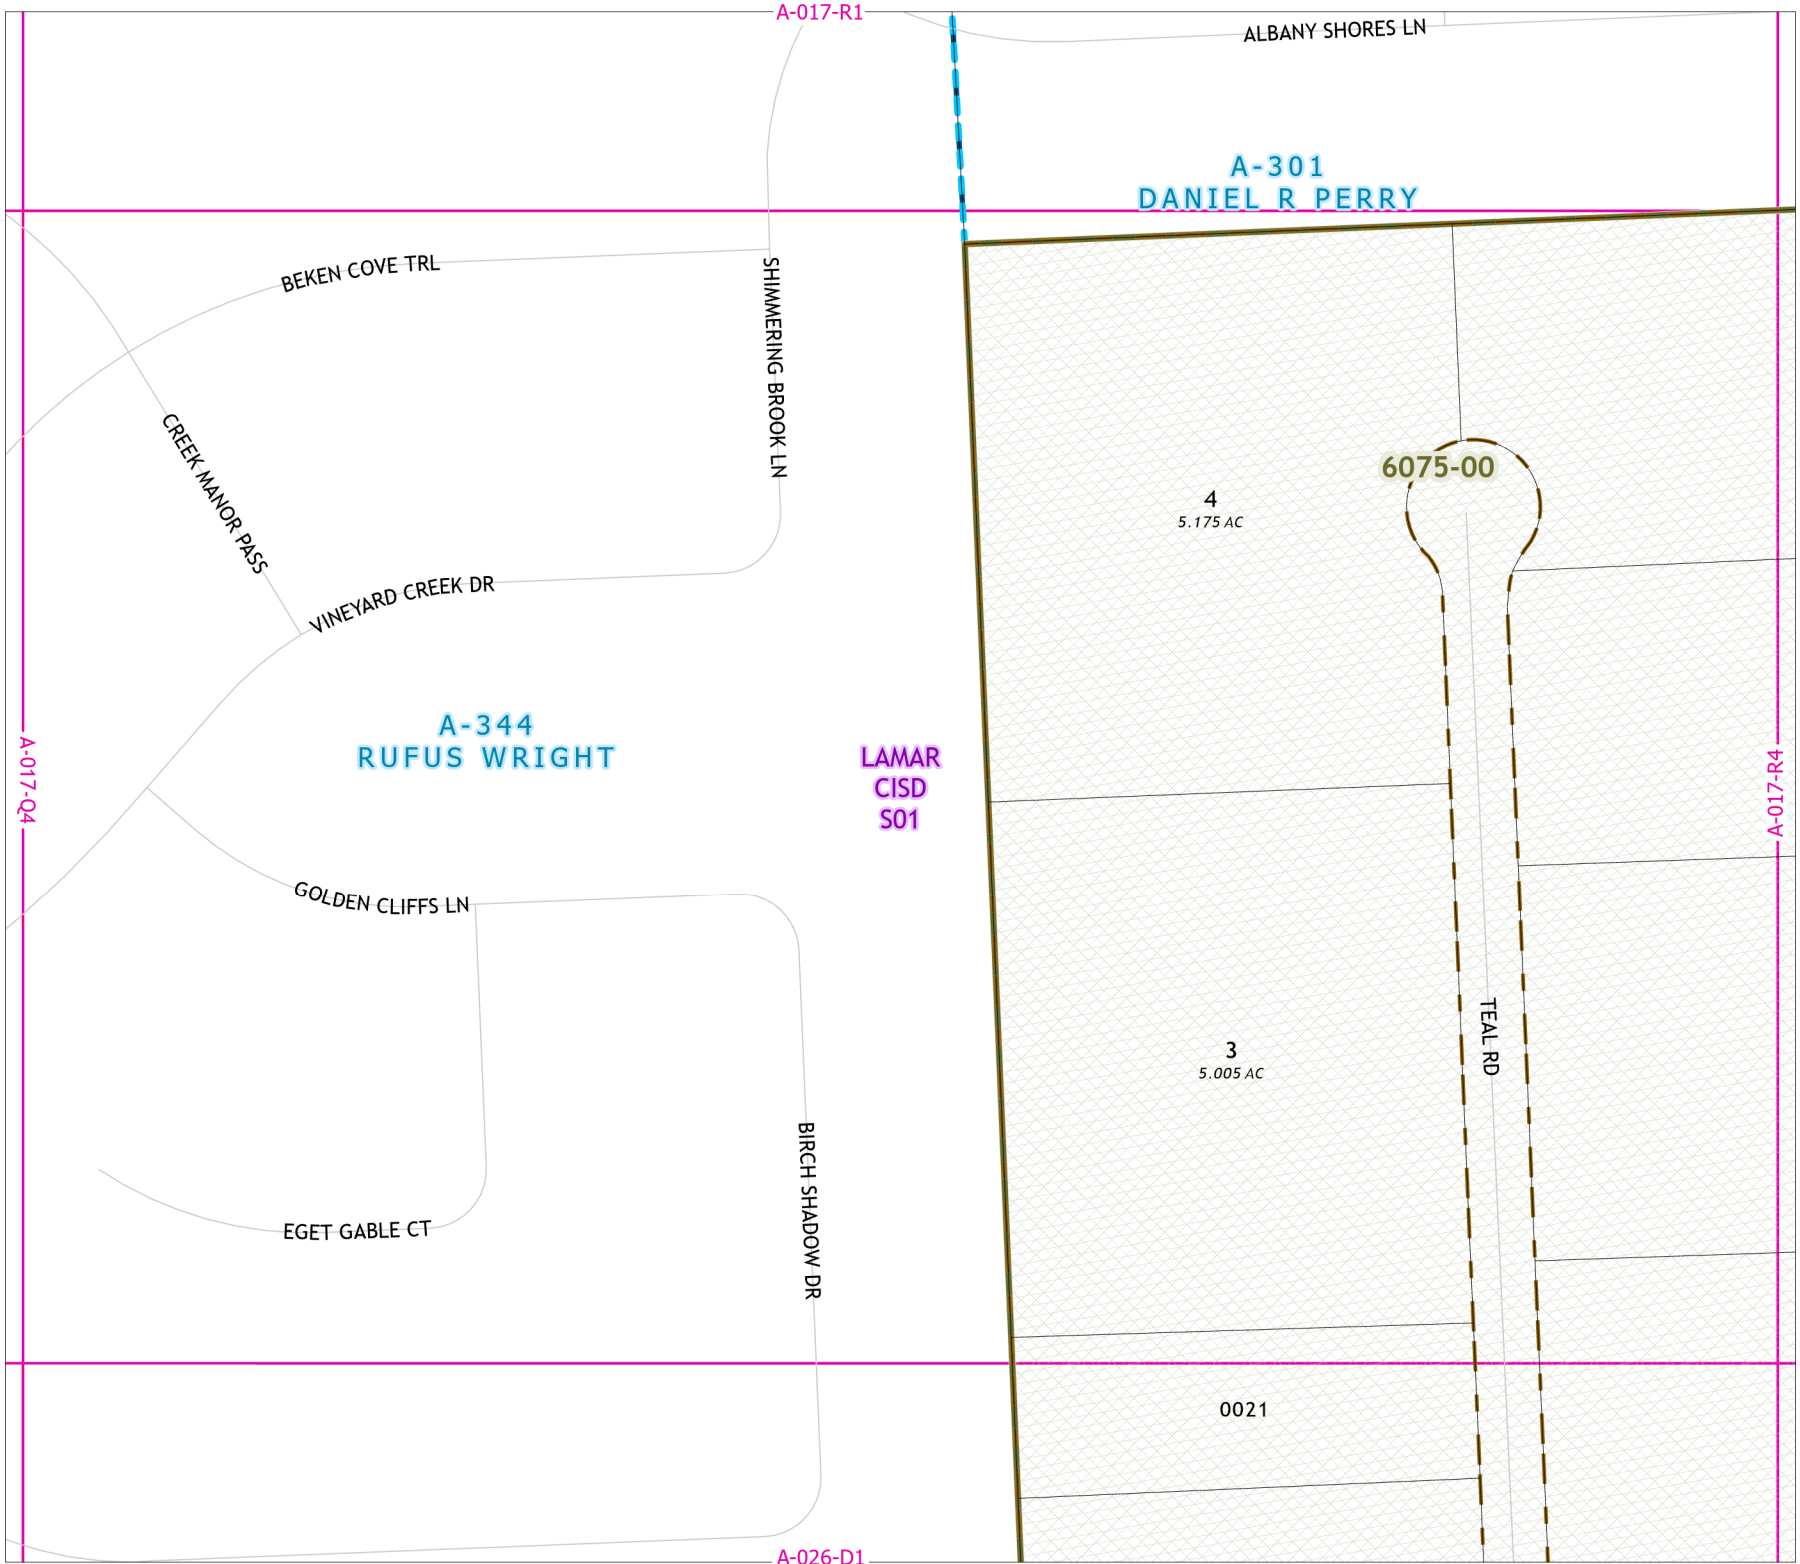 A-017-R1
ALBANY SHORES LN
A-301
DANIEL R PERRY
BEKEN COVE TRL
SHIMMERING BROOK LN
CREEK MANOR PASS
6075-00
4
5.175 AC
VINEYARD CREEK DR
A-344
RUFUS WRIGHT
LAMAR
CISD
S01
A-017-Q4
A-017-R4
GOLDEN CLIFFS LN
TEAL RD
3
5.005 AC
BIRCH SHADOW DR
EGET GABLE CT
0021
A-026-D1